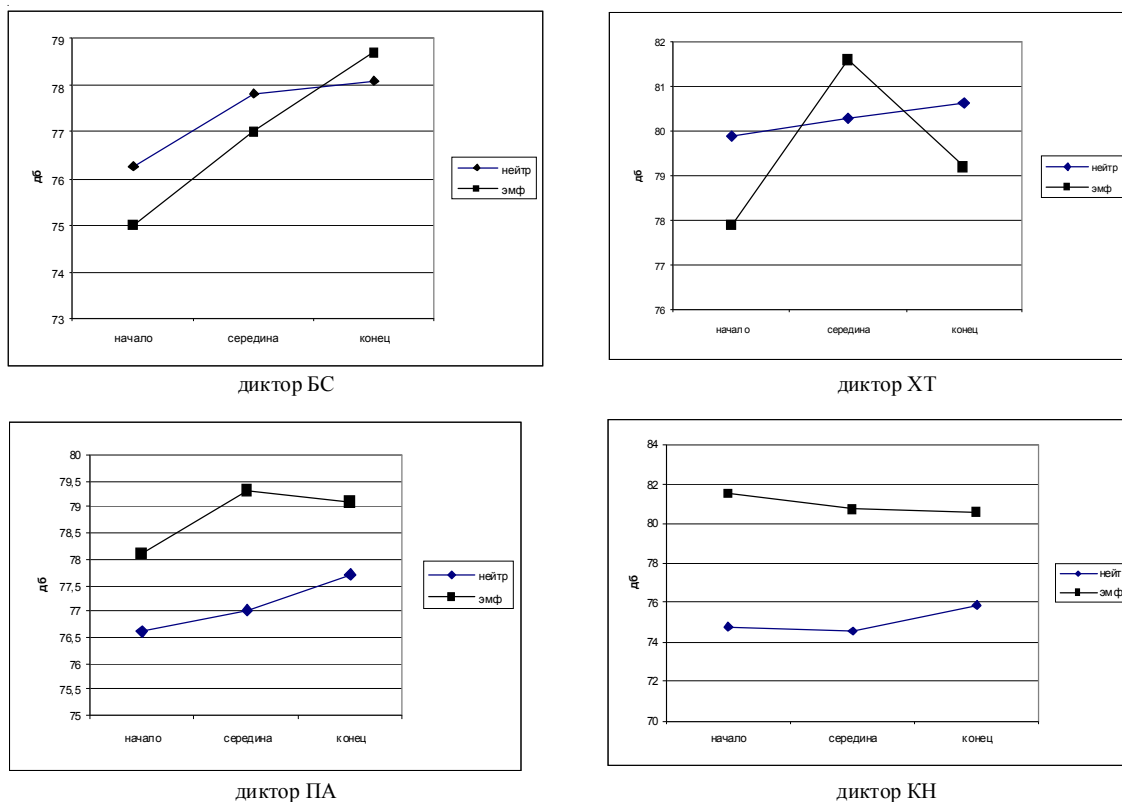 79
78
77
76
75
74
73
дб
начало середина конец
нейтр
эмф
диктор БС
82
81
80
79
78
77
76
дб
начало середина конец
нейтр
эмф
диктор ХТ
80
79,5
79
78,5
78
77,5
77
76,5
76
75,5
75
дб
начало середина конец
нейтр
эмф
диктор ПА
84
82
80
78
76
74
72
70
дб
начало середина конец
нейт
эмф
диктор КН